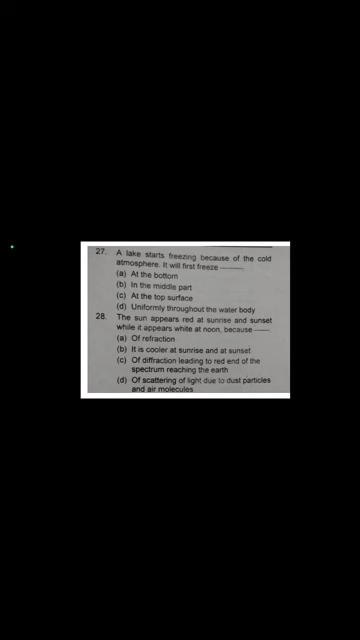 27. A lake starts freezing because of the cold
atmosphere. It will first freeze ———
(a) At the bottom
(b) In the middle part
(c) At the top surface
(d) Uniformly throughout the water body
28. The sun appears red at sunrise and sunset
while it appears white at noon, because ———
(a) Of refraction
(b) It is cooler at sunrise and at sunset
(c) Of diffraction leading to red end of the
spectrum reaching the earth
(d) Of scattering of light due to dust particles
and air molecules